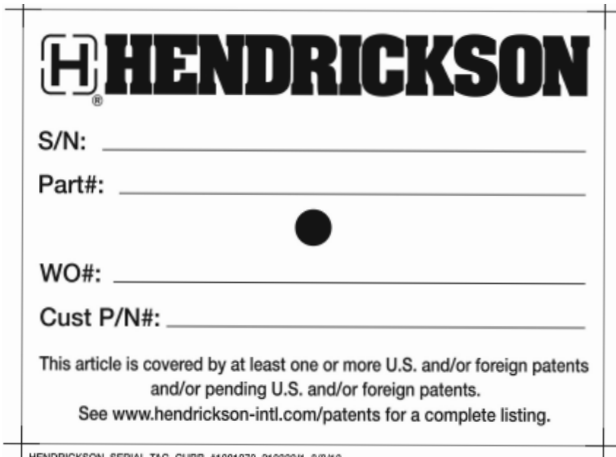 H HENDRICKSON
®
S/N:
Part#:
WO#:
Cust P/N#:
This article is covered by at least one or more U.S. and/or foreign patents
and/or pending U.S. and/or foreign patents.
See www.hendrickson-intl.com/patents for a complete listing.